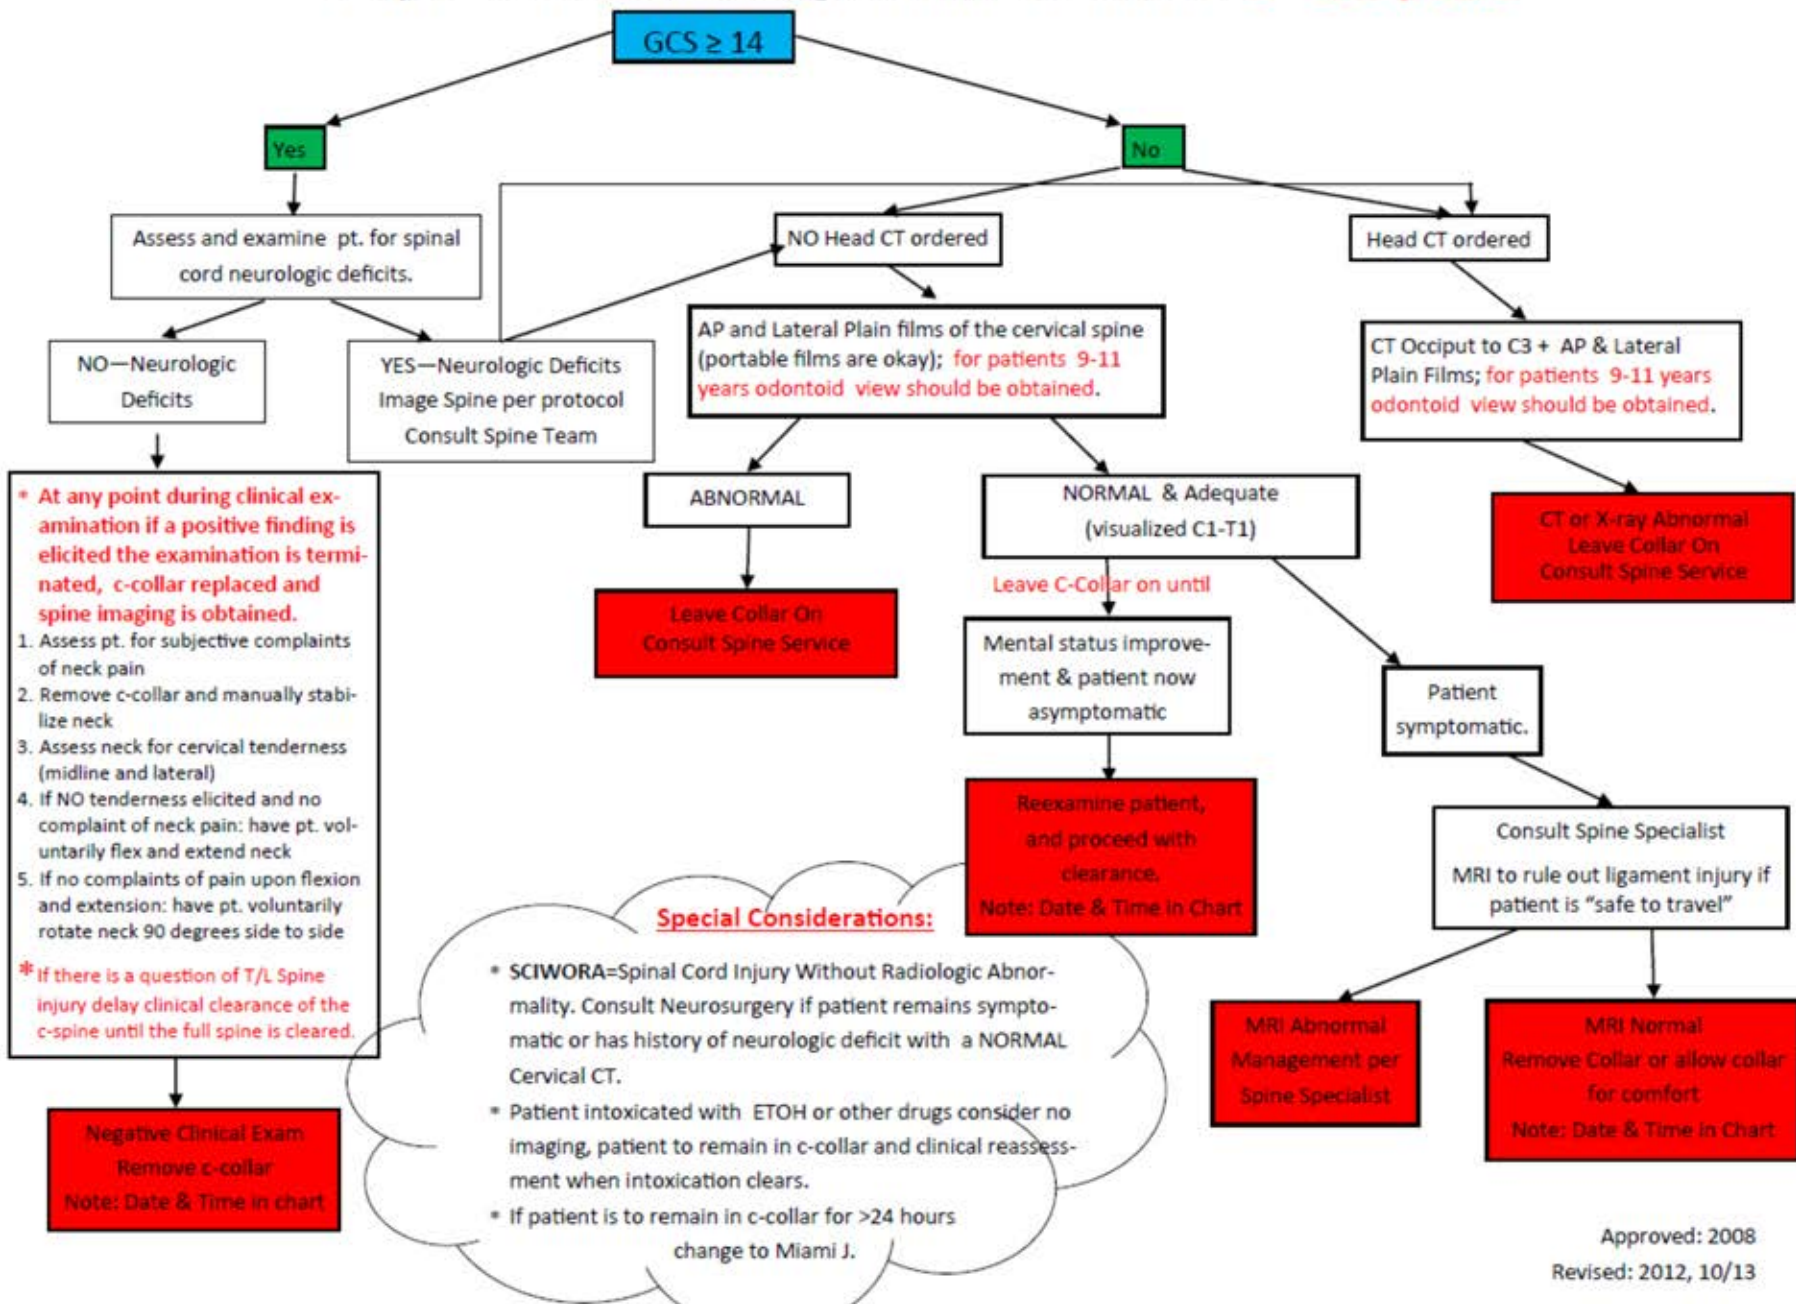 GCS ≥ 14
Yes
No
Assess and examine pt. for spinal
cord neurologic deficits.
NO Head CT ordered
Head CT ordered
NO—Neurologic
Deficits
YES—Neurologic Deficits
Image Spine per protocol
Consult Spine Team
AP and Lateral Plain films of the cervical spine
(portable films are okay); for patients 9-11
years odontoid view should be obtained.
CT Occiput to C3 + AP & Lateral
Plain Films; for patients 9-11 years
odontoid view should be obtained.
* At any point during clinical ex-
amination if a positive finding is
elicited the examination is termi-
nated, c-collar replaced and
spine imaging is obtained.
1. Assess pt. for subjective complaints
of neck pain
2. Remove c-collar and manually stabi-
lize neck
3. Assess neck for cervical tenderness
(midline and lateral)
4. If NO tenderness elicited and no
complaint of neck pain: have pt. vol-
untarily flex and extend neck
5. If no complaints of pain upon flexion
and extension: have pt. voluntarily
rotate neck 90 degrees side to side
* If there is a question of T/L Spine
injury delay clinical clearance of the
c-spine until the full spine is cleared.
Negative Clinical Exam
Remove c-collar
Note: Date & Time in chart
ABNORMAL
Leave Collar On
Consult Spine Service
NORMAL & Adequate
(visualized C1-T1)
Leave C-Collar on until
Mental status improve-
ment & patient now
asymptomatic
Reexamine patient,
and proceed with
clearance.
Note: Date & Time in Chart
CT or X-ray Abnormal
Leave Collar On
Consult Spine Service
Patient
symptomatic.
Consult Spine Specialist
MRI to rule out ligament injury if
patient is “safe to travel”
MRI Abnormal
Management per
Spine Specialist
MRI Normal
Remove Collar or allow collar
for comfort
Note: Date & Time in Chart
Special Considerations:
* SCIWORA=Spinal Cord Injury Without Radiologic Abnor-
mality. Consult Neurosurgery if patient remains sympto-
matic or has history of neurologic deficit with a NORMAL
Cervical CT.
* Patient intoxicated with ETOH or other drugs consider no
imaging, patient to remain in c-collar and clinical reassess-
ment when intoxication clears.
* If patient is to remain in c-collar for >24 hours
change to Miami J.
Approved: 2008
Revised: 2012, 10/13